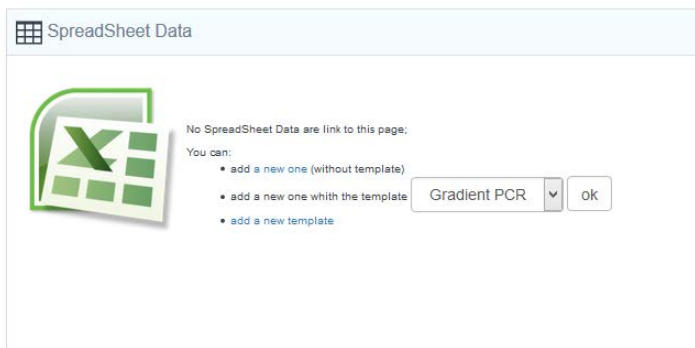 SpreadSheet Data
No SpreadSheet Data are link to this page;
You can:
• add a new one (without template)
• add a new one whith the template Gradient PCR ok
• add a new template